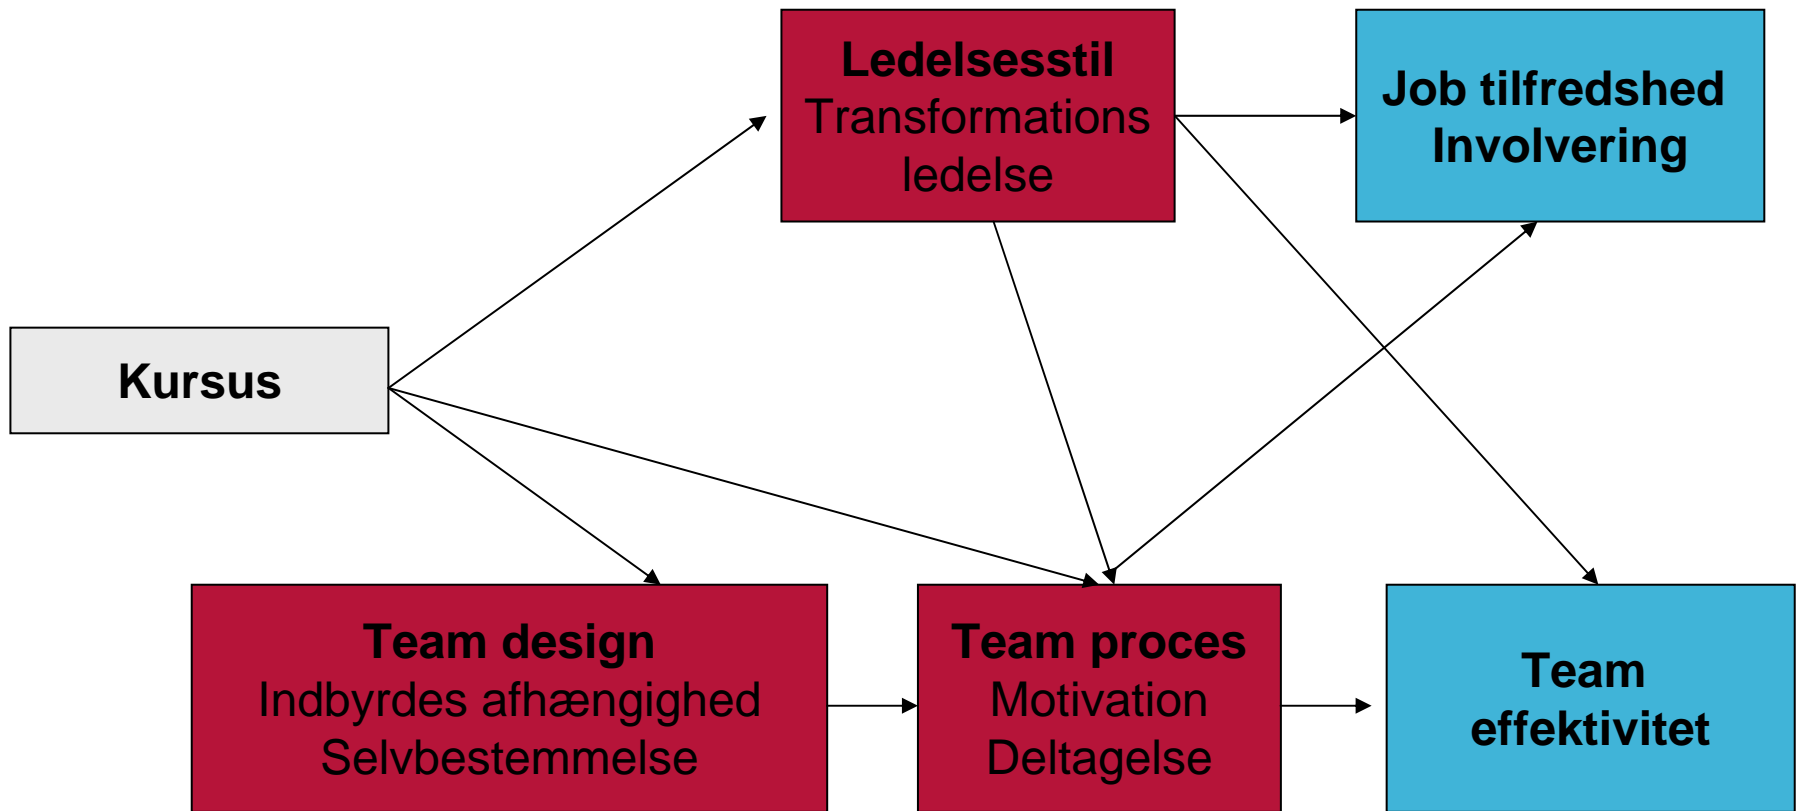 Ledelsesstil
Transformations
ledelse
Job tilfredshed
Involvering
Kursus
Team design
Indbyrdes afhængighed
Selvbestemmelse
Team proces
Motivation
Deltagelse
Team
effektivitet